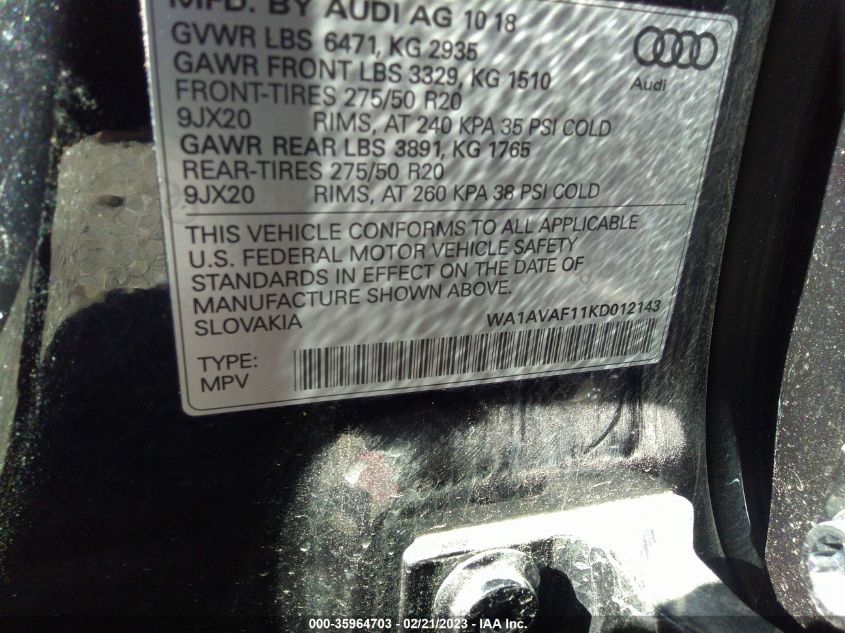 MFD. BY AUDI AG 10 18
GVWR LBS 6471, KG 2935
GAWR FRONT LBS 3329, KG 1510
FRONT-TIRES 275/50 R20
9JX20 RIMS, AT 240 KPA 35 PSI COLD
GAWR REAR LBS 3891, KG 1765
REAR-TIRES 275/50 R20
9JX20 RIMS, AT 260 KPA 38 PSI COLD
Audi
THIS VEHICLE CONFORMS TO ALL APPLICABLE
U.S. FEDERAL MOTOR VEHICLE SAFETY
STANDARDS IN EFFECT ON THE DATE OF
MANUFACTURE SHOWN ABOVE.
SLOVAKIA WA1AVAF11KD012143
TYPE:
MPV
000-35964703 - 02/21/2023 - IAA Inc.